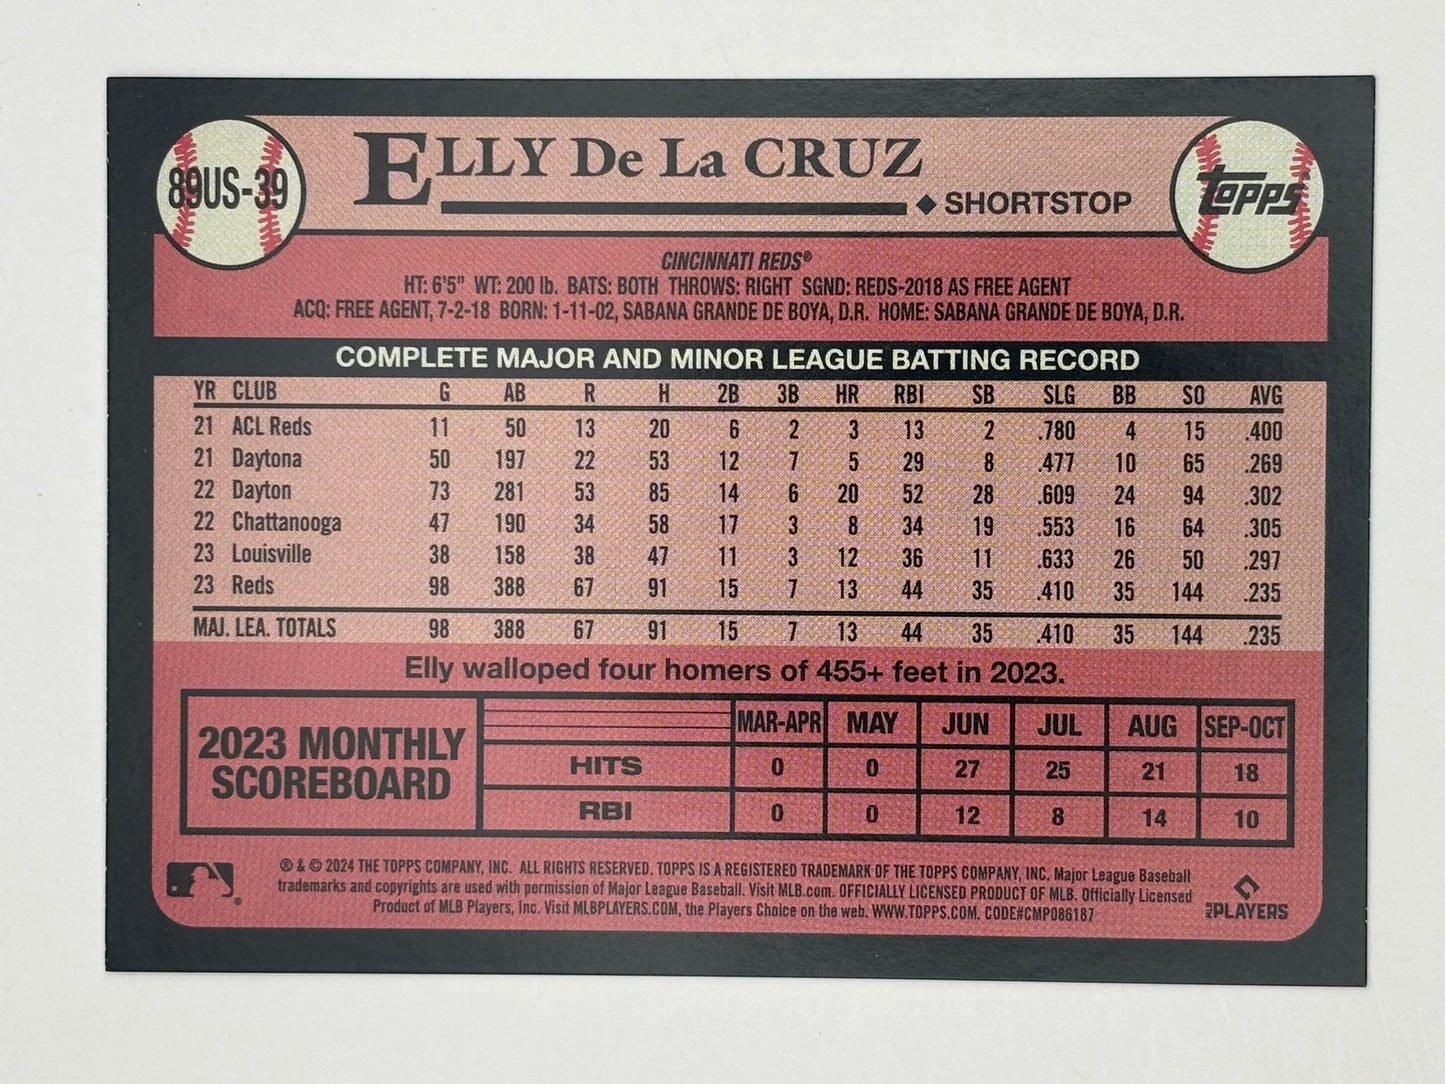 89US-39
ELLY De La CRUZ
◆ SHORTSTOP
TOPPS
CINCINNATI REDS®
HT: 6'5" WT: 200 lb. BATS: BOTH THROWS: RIGHT SGND: REDS-2018 AS FREE AGENT
ACQ: FREE AGENT, 7-2-18 BORN: 1-11-02, SABANA GRANDE DE BOYA, D.R. HOME: SABANA GRANDE DE BOYA, D.R.
COMPLETE MAJOR AND MINOR LEAGUE BATTING RECORD
YR CLUB G AB R H 2B 3B HR RBI SB SLG BB SO AVG
21 ACL Reds 11 50 13 20 6 2 3 13 2 .780 4 15 .400
21 Daytona 50 197 22 53 12 7 5 29 8 .477 10 65 .269
22 Dayton 73 281 53 85 14 6 20 52 28 .609 24 94 .302
22 Chattanooga 47 190 34 58 17 3 8 34 19 .553 16 64 .305
23 Louisville 38 158 38 47 11 3 12 36 11 .633 26 50 .297
23 Reds 98 388 67 91 15 7 13 44 35 .410 35 144 .235
MAJ. LEA. TOTALS 98 388 67 91 15 7 13 44 35 .410 35 144 .235
Elly walloped four homers of 455+ feet in 2023.
2023 MONTHLY
SCOREBOARD
MAR-APR MAY JUN JUL AUG SEP-OCT
HITS 0 0 27 25 21 18
RBI 0 0 12 8 14 10
® & © 2024 THE TOPPS COMPANY, INC. ALL RIGHTS RESERVED. TOPPS IS A REGISTERED TRADEMARK OF THE TOPPS COMPANY, INC. Major League Baseball
trademarks and copyrights are used with permission of Major League Baseball. Visit MLB.com. OFFICIALLY LICENSED PRODUCT OF MLB. Officially Licensed
Product of MLB Players, Inc. Visit MLBPLAYERS.COM, the Players Choice on the web. WWW.TOPPS.COM. CODE#CMP086187
MLB PLAYERS